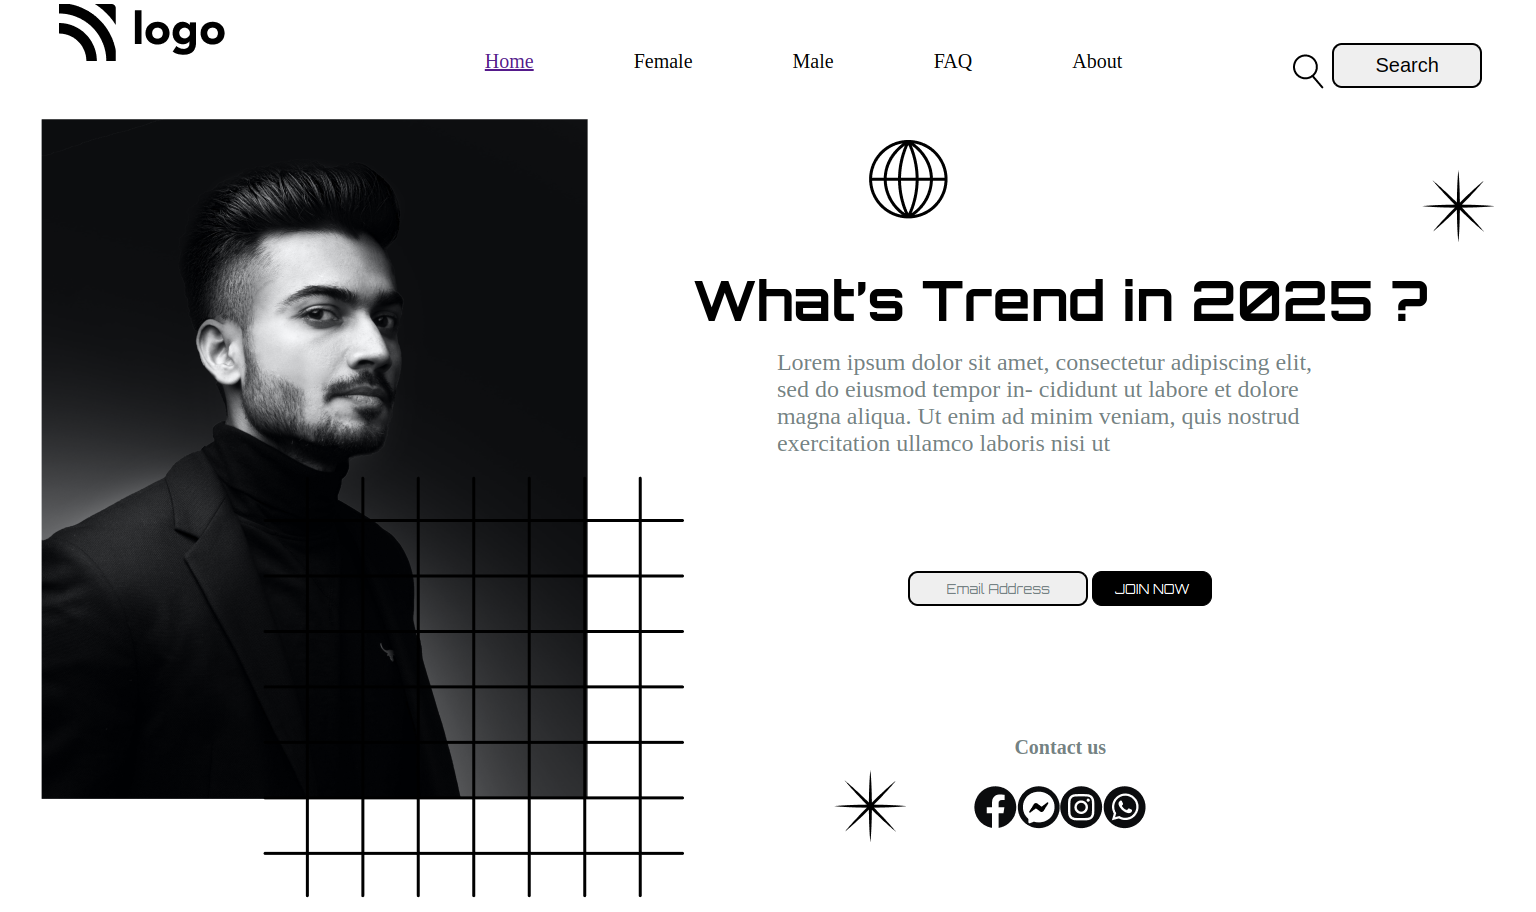 logo
Home
Female
Male
FAQ
About
Search
What's Trend in 2025 ?
Lorem ipsum dolor sit amet, consectetur adipiscing elit,
sed do eiusmod tempor in- cididunt ut labore et dolore
magna aliqua. Ut enim ad minim veniam, quis nostrud
exercitation ullamco laboris nisi ut
Email Address
JOIN NOW
Contact us